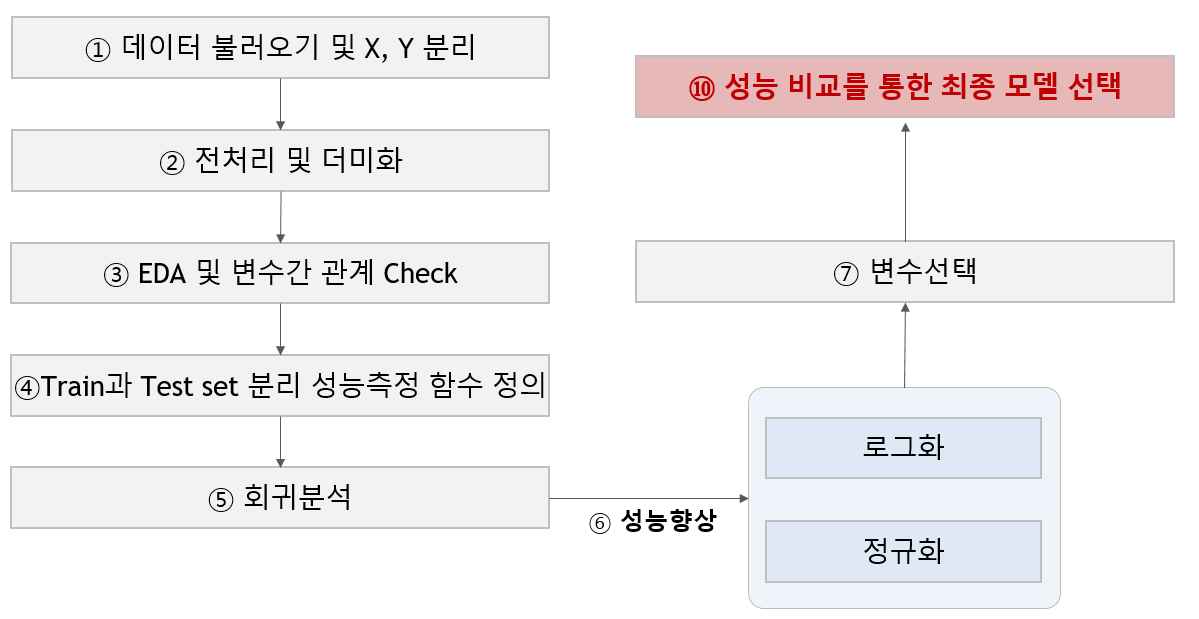 ① 데이터 불러오기 및 X, Y 분리
② 전처리 및 더미화
③ EDA 및 변수간 관계 Check
④Train과 Test set 분리 성능측정 함수 정의
⑤ 회귀분석
⑥ 성능향상
로그화
정규화
⑦ 변수선택
⑩ 성능 비교를 통한 최종 모델 선택